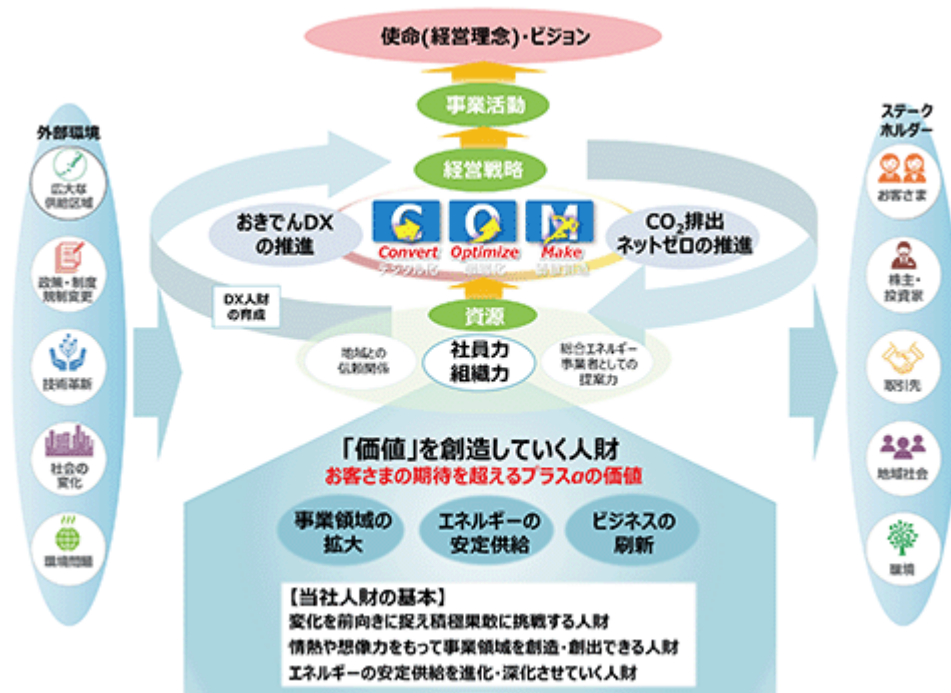 使命(経営理念)・ビジョン
事業活動
経営戦略
外部環境
広大な
供給区域
政策・制度
規制変更
技術革新
社会の
変化
環境問題
おきでんDX
の推進
C O M
Convert Optimize Make
デジタル化
CO₂排出
ネットゼロの推進
DX人財
の育成
資源
地域との
信頼関係
社員力
組織力
総合エネルギー
事業者としての
提案力
「価値」を創造していく人財
お客さまの期待を超えるプラスαの価値
事業領域の
拡大
エネルギーの
安定供給
ビジネスの
刷新
【当社人財の基本】
変化を前向きに捉え積極果敢に挑戦する人財
情熱や想像力をもって事業領域を創造・創出できる人財
エネルギーの安定供給を進化・深化させていく人財
ステーク
ホルダー
お客さま
株主・
投資家
取引先
地域社会
環境